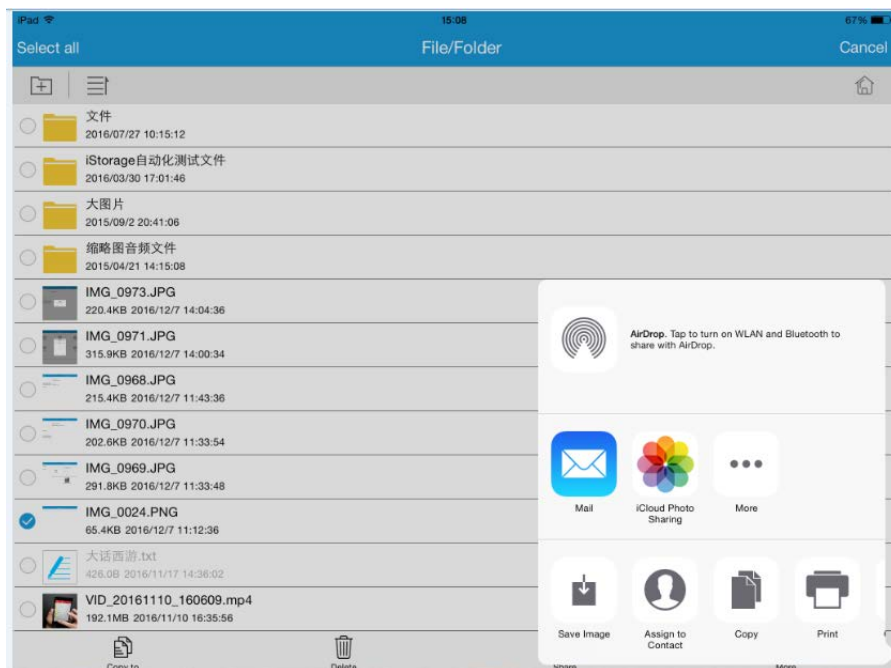 iPad 15:08 67%
Select all File/Folder Cancel
文件
2016/07/27 10:15:12
iStorage自动化测试文件
2016/03/30 17:01:46
大图片
2015/09/2 20:41:06
缩略图音频文件
2015/04/21 14:15:08
IMG_0973.JPG
220.4KB 2016/12/7 14:04:36
IMG_0971.JPG
315.9KB 2016/12/7 14:00:34
IMG_0968.JPG
215.4KB 2016/12/7 11:43:36
IMG_0970.JPG
202.6KB 2016/12/7 11:33:54
IMG_0969.JPG
291.8KB 2016/12/7 11:33:48
IMG_0024.PNG
65.4KB 2016/12/7 11:12:36
大话西游.txt
426.0B 2016/11/17 14:36:02
VID_20161110_160609.mp4
192.1MB 2016/11/10 16:35:56
AirDrop. Tap to turn on WLAN and Bluetooth to
share with AirDrop.
Mail
iCloud Photo
Sharing
More
Save Image
Assign to
Contact
Copy
Print
Copy to Delete Share More